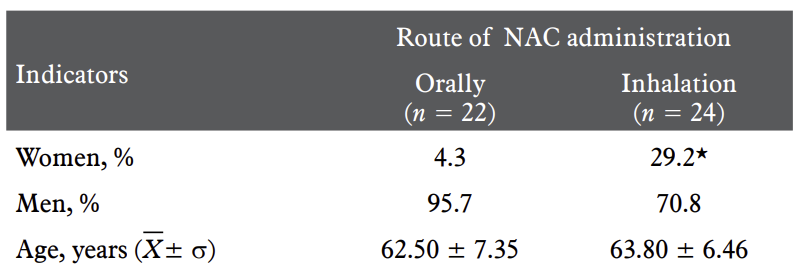 Route of NAC administration
Indicators
Orally Inhalation
(n = 22) (n = 24)
Women, % 4.3 29.2★
Men, % 95.7 70.8
Age, years (X̅ ± σ) 62.50 ± 7.35 63.80 ± 6.46